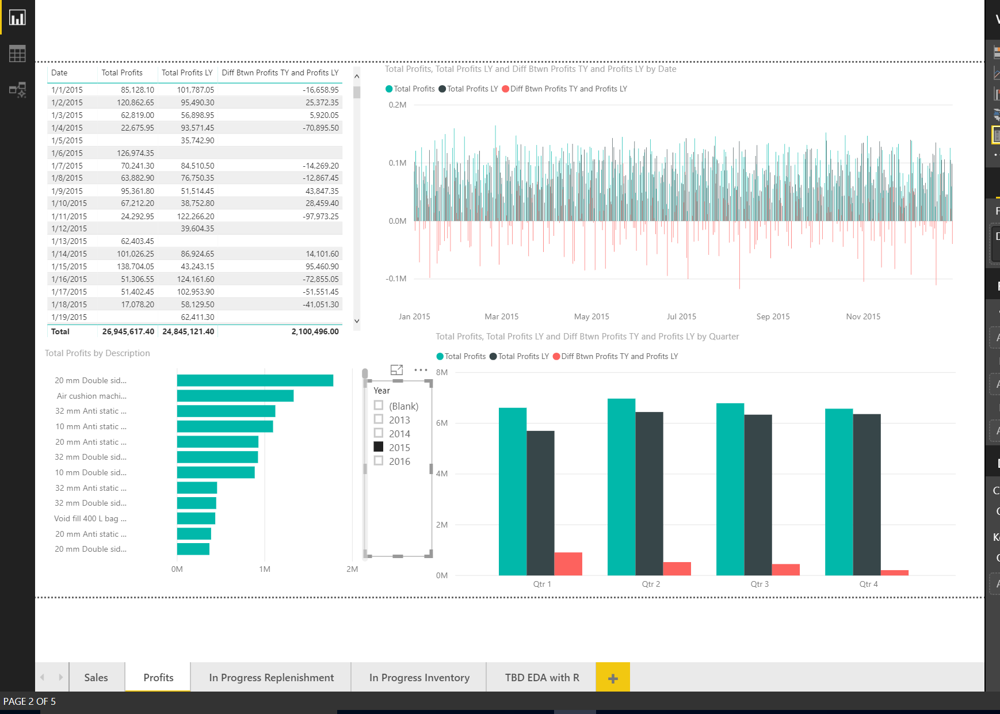 Date Total Profits Total Profits LY Diff Btwn Profits TY and Profits LY
1/1/2015 85,128.10 101,787.05 -16,658.95
1/2/2015 120,862.65 95,490.30 25,372.35
1/3/2015 62,819.00 56,898.95 5,920.05
1/4/2015 22,675.95 93,571.45 -70,895.50
1/5/2015 35,742.90
1/6/2015 126,974.35
1/7/2015 70,241.30 84,510.50 -14,269.20
1/8/2015 63,882.90 76,750.35 -12,867.45
1/9/2015 95,361.80 51,514.45 43,847.35
1/10/2015 67,212.20 38,752.80 28,459.40
1/11/2015 24,292.95 122,266.20 -97,973.25
1/12/2015 39,604.35
1/13/2015 62,403.45
1/14/2015 101,026.25 86,924.65 14,101.60
1/15/2015 138,704.05 43,243.15 95,460.90
1/16/2015 51,306.55 124,161.60 -72,855.05
1/17/2015 51,402.45 102,953.90 -51,551.45
1/18/2015 17,078.20 58,129.50 -41,051.30
1/19/2015 62,411.30
Total 26,945,617.40 24,845,121.40 2,100,496.00
Total Profits, Total Profits LY and Diff Btwn Profits TY and Profits LY by Date
Total Profits Total Profits LY Diff Btwn Profits TY and Profits LY
0.2M
0.1M
0.0M
-0.1M
Jan 2015 Mar 2015 May 2015 Jul 2015 Sep 2015 Nov 2015
Total Profits by Description
20 mm Double sid...
Air cushion machi...
32 mm Anti static ...
10 mm Anti static ...
20 mm Anti static ...
32 mm Double sid...
10 mm Double sid...
32 mm Anti static ...
32 mm Double sid...
Void fill 400 L bag ...
20 mm Anti static ...
20 mm Double sid...
0M 1M 2M
Year
(Blank)
2013
2014
2015
2016
Total Profits, Total Profits LY and Diff Btwn Profits TY and Profits LY by Quarter
Total Profits Total Profits LY Diff Btwn Profits TY and Profits LY
8M
6M
4M
2M
0M
Qtr 1 Qtr 2 Qtr 3 Qtr 4
Sales Profits In Progress Replenishment In Progress Inventory TBD EDA with R
PAGE 2 OF 5